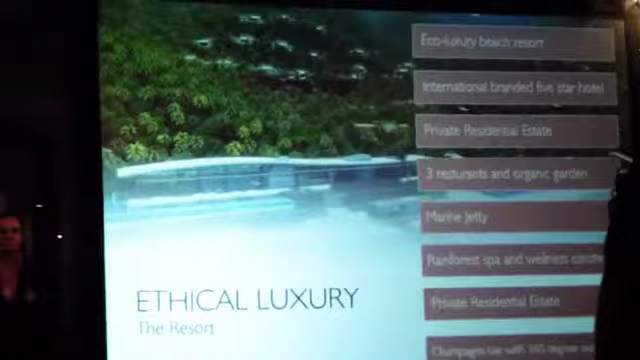 Eco-luxury beach resort
International branded five star hotel
Private Residential Estate
3 resturants and organic garden
Marine Jetty
Rainforest spa and wellness
Private Residential Estate
Champagne bar with 360 degree
ETHICAL LUXURY
The Resort